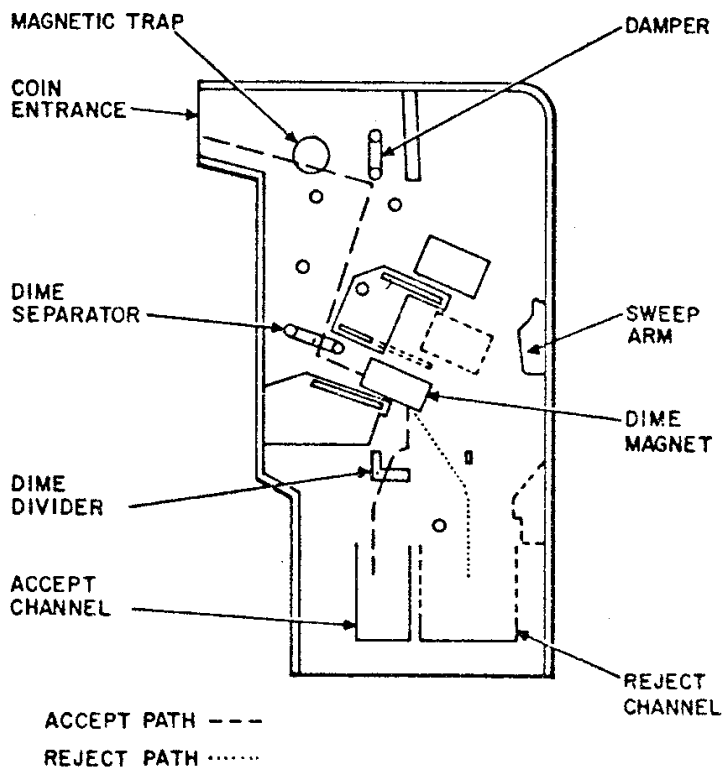 MAGNETIC TRAP
DAMPER
COIN
ENTRANCE
DIME
SEPARATOR
SWEEP
ARM
DIME
MAGNET
DIME
DIVIDER
ACCEPT
CHANNEL
REJECT
CHANNEL
ACCEPT PATH
REJECT PATH